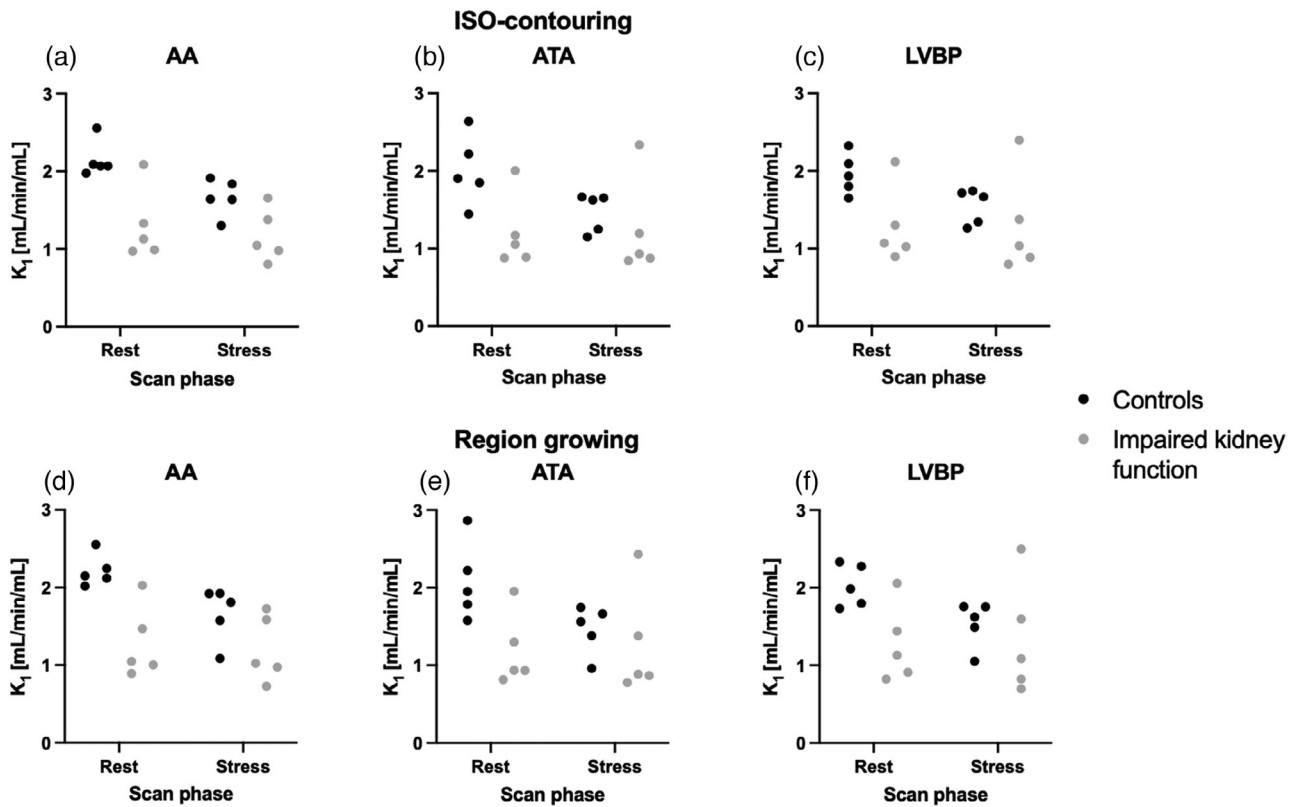 ISO-contouring
(a) AA
(b) ATA
(c) LVBP
K1 [mL/min/mL]
3
2
1
0
Rest Stress
Scan phase
K1 [mL/min/mL]
3
2
1
0
Rest Stress
Scan phase
K1 [mL/min/mL]
3
2
1
0
Rest Stress
Scan phase
Controls
Impaired kidney
function
Region growing
(d) AA
(e) ATA
(f) LVBP
K1 [mL/min/mL]
3
2
1
0
Rest Stress
Scan phase
K1 [mL/min/mL]
3
2
1
0
Rest Stress
Scan phase
K1 [mL/min/mL]
3
2
1
0
Rest Stress
Scan phase